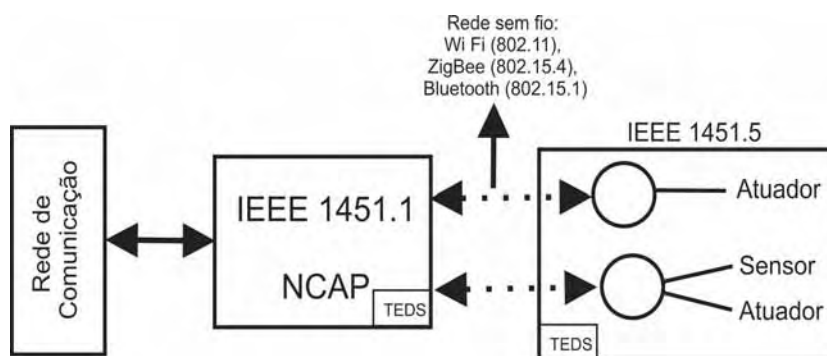 Rede sem fio:
Wi Fi (802.11),
ZigBee (802.15.4),
Bluetooth (802.15.1)
IEEE 1451.5
Rede de
Comunicação
IEEE 1451.1
NCAP
TEDS
Atuador
Sensor
Atuador
TEDS